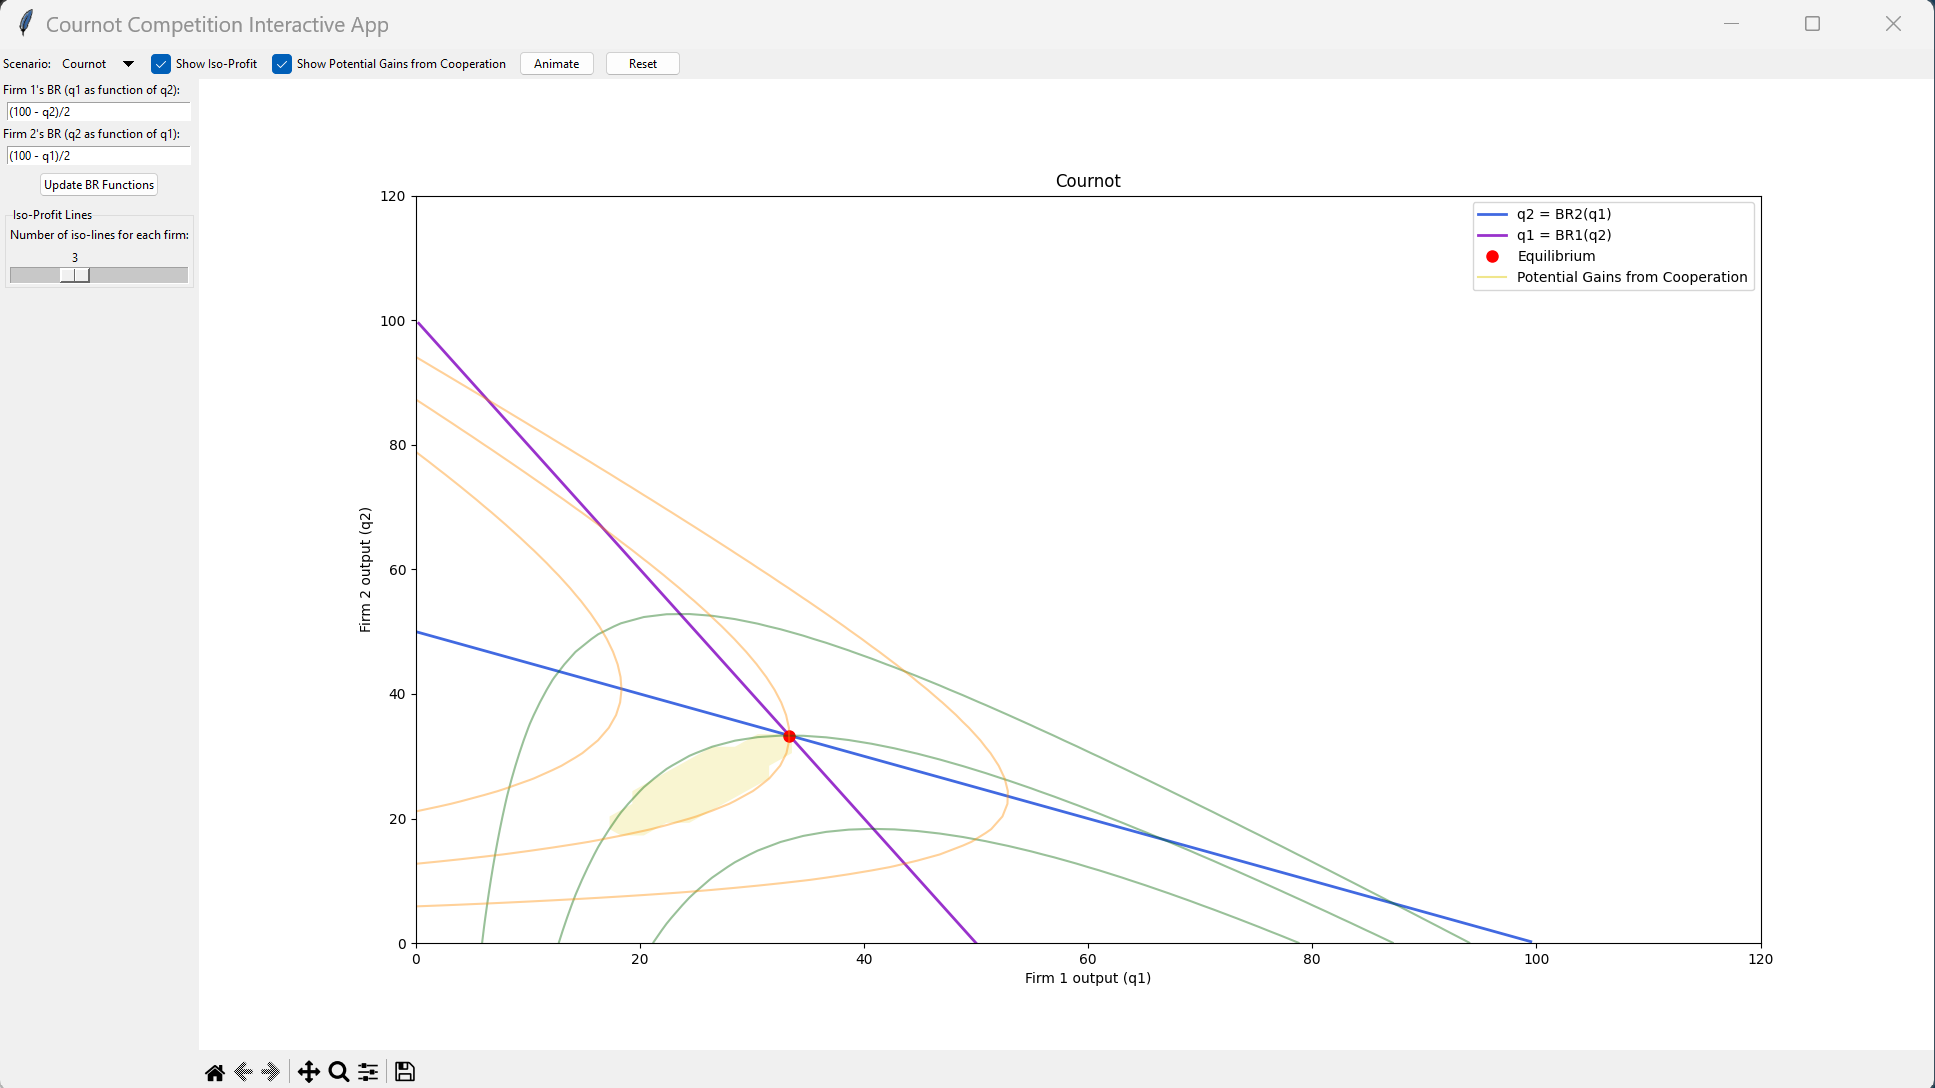 Cournot Competition Interactive App
Scenario: Cournot Show Iso-Profit Show Potential Gains from Cooperation Animate Reset
Firm 1's BR (q1 as function of q2):
(100 - q2)/2
Firm 2's BR (q2 as function of q1):
(100 - q1)/2
Update BR Functions
Iso-Profit Lines
Number of iso-lines for each firm:
3
Cournot
q2 = BR2(q1)
q1 = BR1(q2)
Equilibrium
Potential Gains from Cooperation
120
100
80
60
40
20
0
Firm 2 output (q2)
0 20 40 60 80 100 120
Firm 1 output (q1)